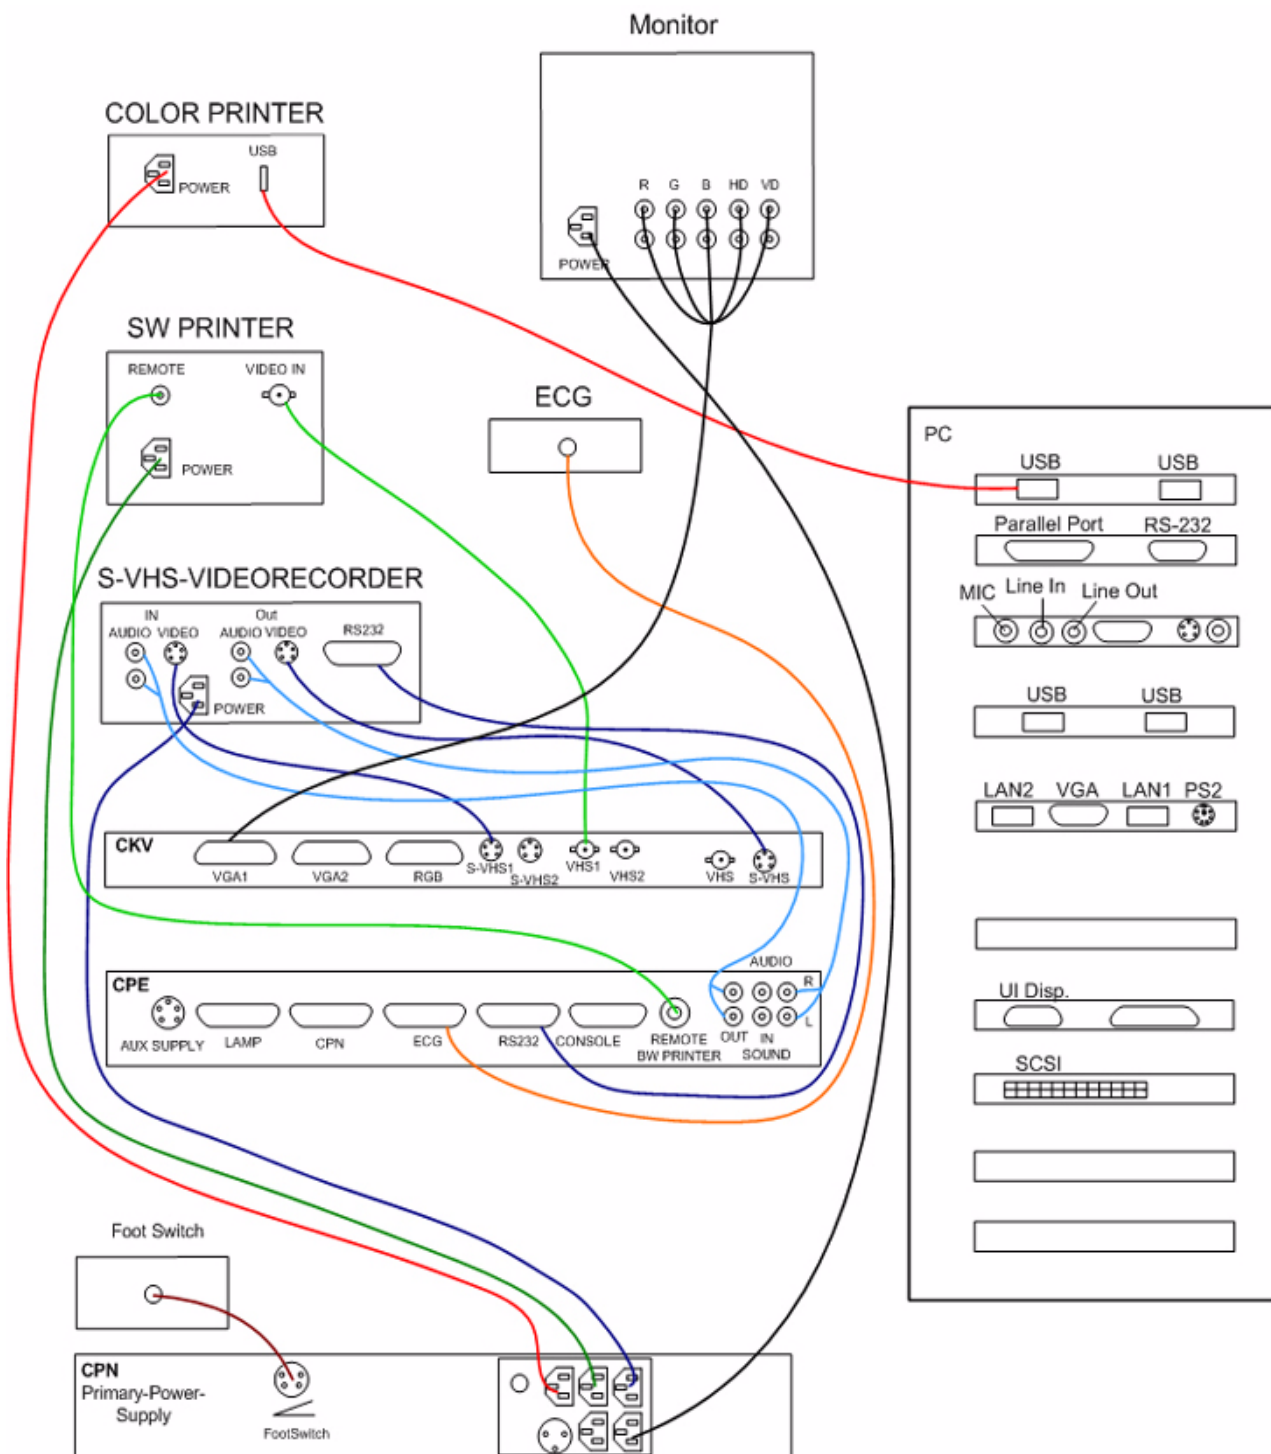 Monitor
COLOR PRINTER
USB
POWER
R G B HD VD
POWER
SW PRINTER
REMOTE VIDEO IN
POWER
ECG
PC
USB USB
Parallel Port RS-232
MIC Line In Line Out
USB USB
LAN2 VGA LAN1 PS2
UI Disp.
SCSI
S-VHS-VIDEORECORDER
IN Out
AUDIO VIDEO AUDIO VIDEO RS232
POWER
CKV
VGA1 VGA2 RGB S-VHS1 S-VHS2 VHS1 VHS2 VHS S-VHS
CPE
AUDIO
R
L
AUX SUPPLY LAMP CPN ECG RS232 CONSOLE REMOTE OUT IN
BW PRINTER SOUND
Foot Switch
CPN
Primary-Power-
Supply
FootSwitch